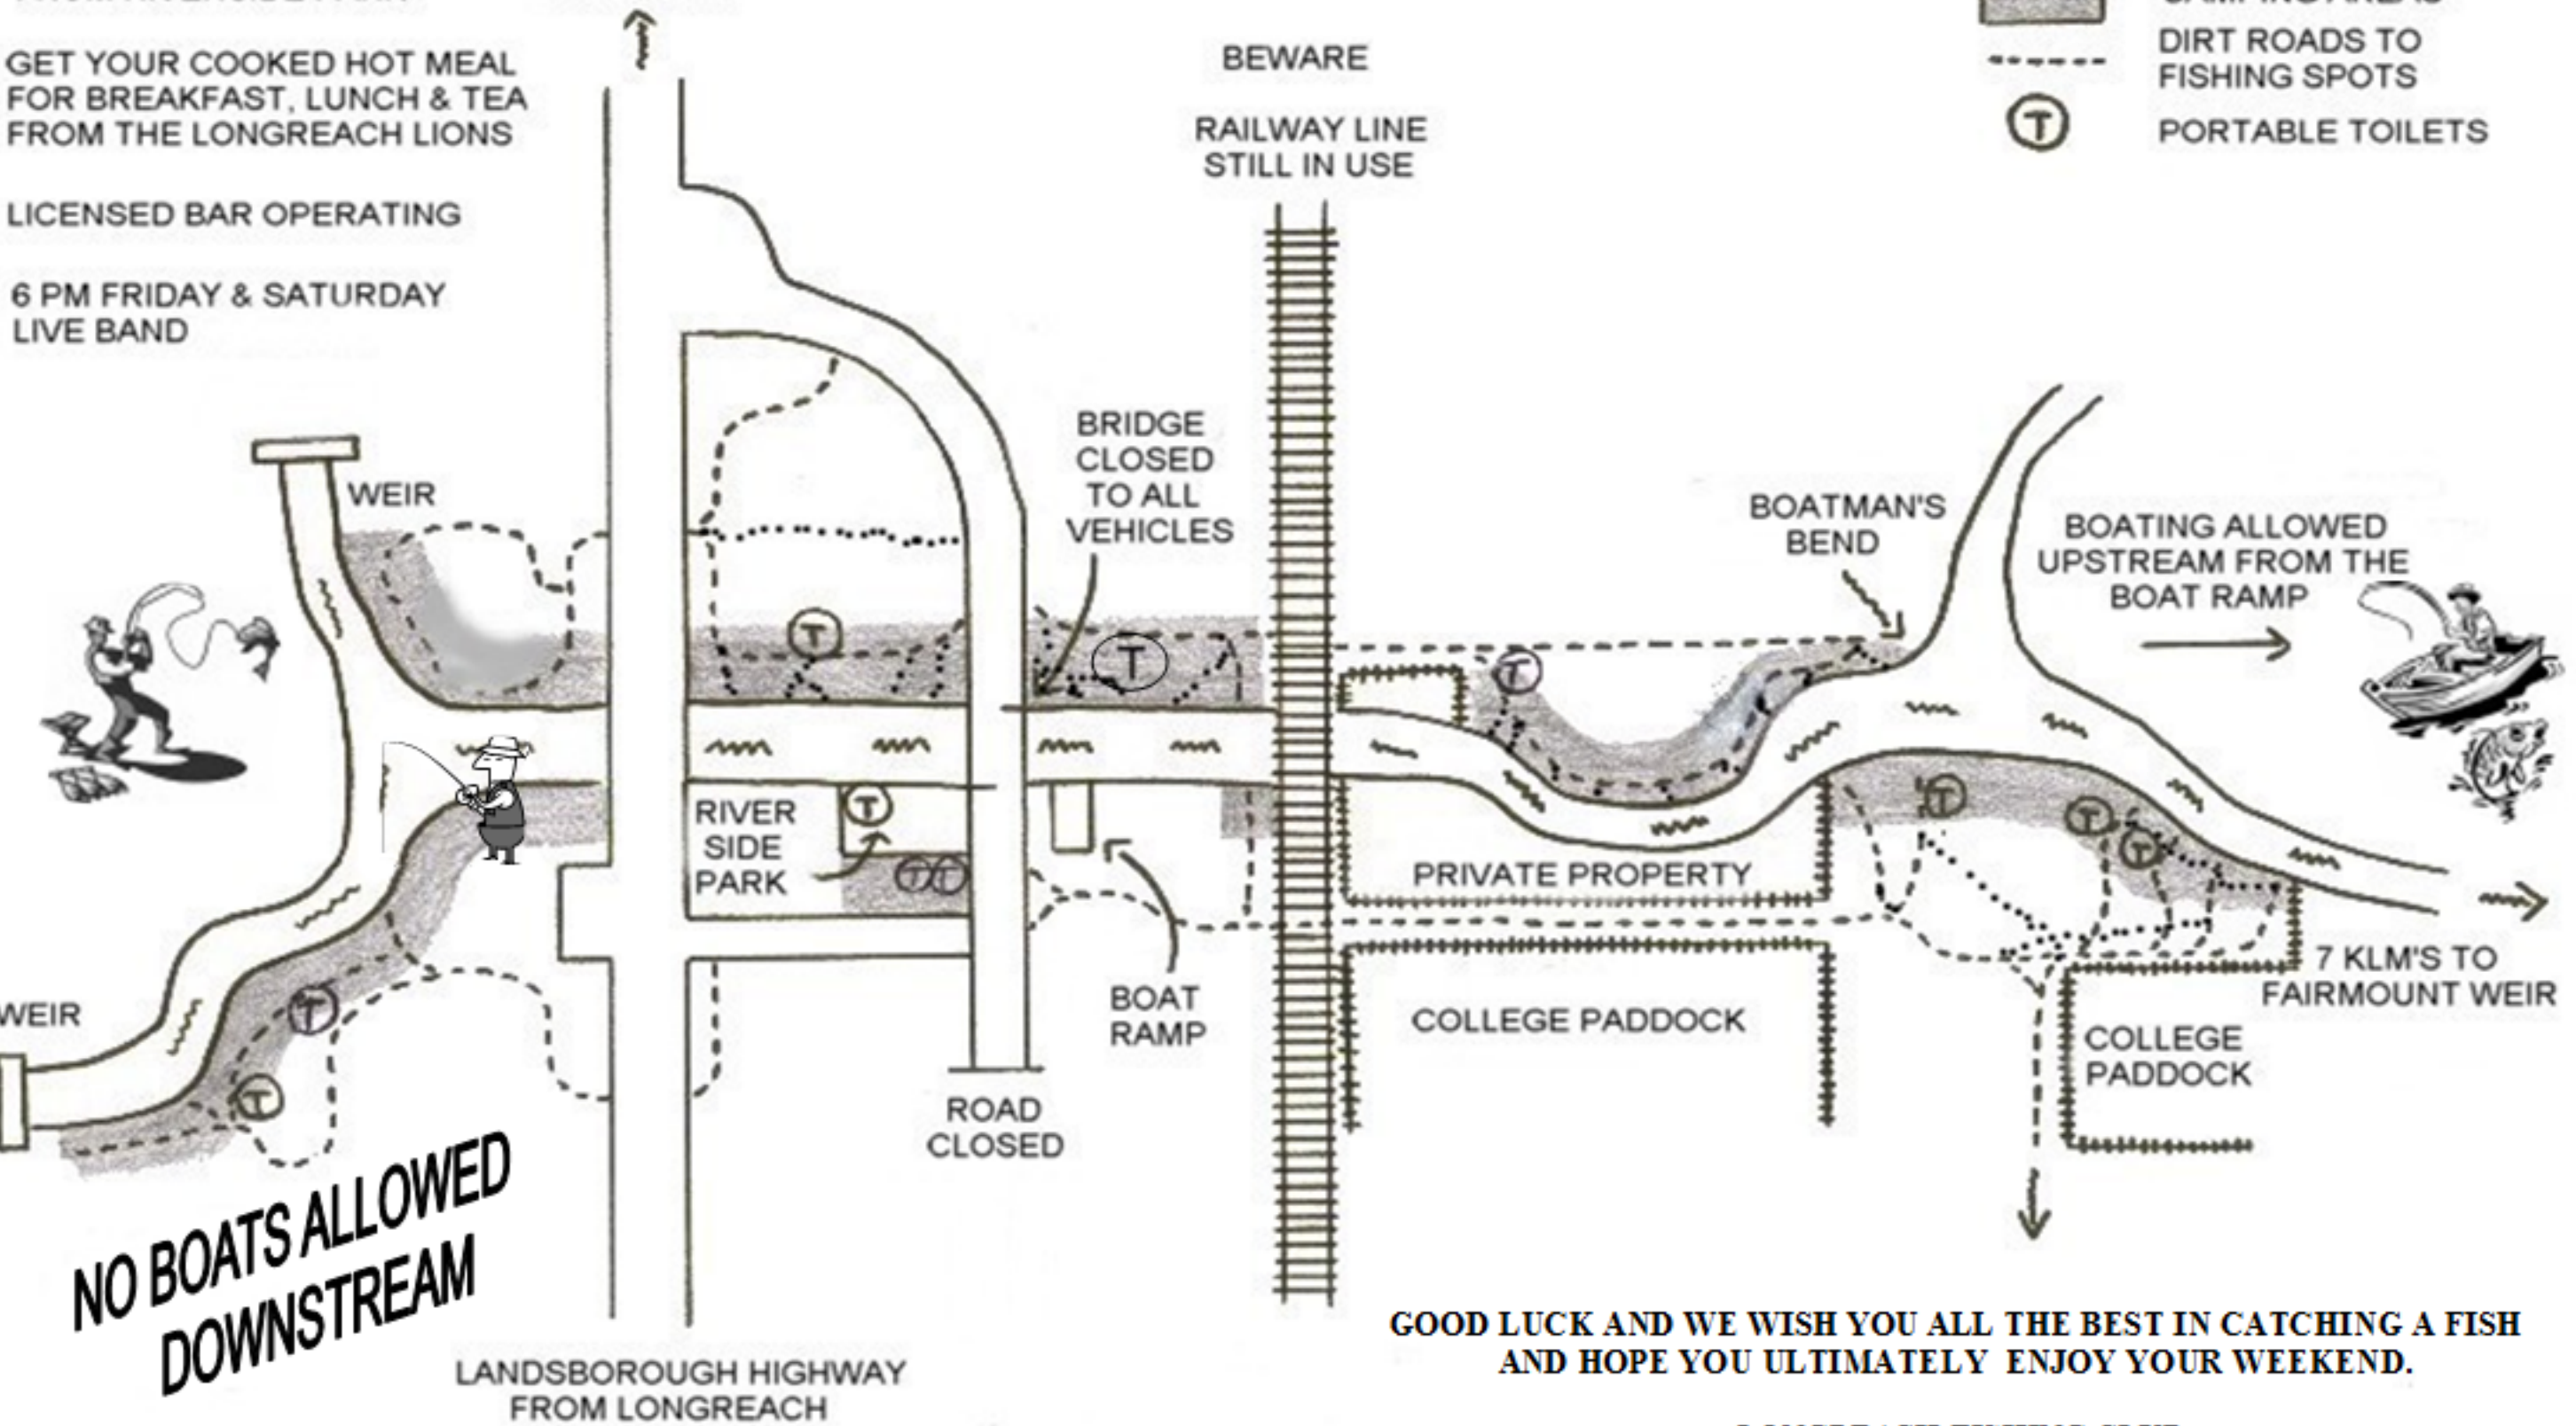 GET YOUR COOKED HOT MEAL
FOR BREAKFAST, LUNCH & TEA
FROM THE LONGREACH LIONS
LICENSED BAR OPERATING
6 PM FRIDAY & SATURDAY
LIVE BAND
BEWARE
RAILWAY LINE
STILL IN USE
CAMPING AREAS
DIRT ROADS TO
FISHING SPOTS
T
PORTABLE TOILETS
WEIR
BRIDGE
CLOSED
TO ALL
VEHICLES
BOATMAN'S
BEND
BOATING ALLOWED
UPSTREAM FROM THE
BOAT RAMP
T
T
T
RIVER
SIDE
PARK
T
T T
T
T
T
PRIVATE PROPERTY
WEIR
T
T
BOAT
RAMP
COLLEGE PADDOCK
7 KLM'S TO
FAIRMOUNT WEIR
COLLEGE
PADDOCK
ROAD
CLOSED
NO BOATS ALLOWED
DOWNSTREAM
LANDSBOROUGH HIGHWAY
FROM LONGREACH
GOOD LUCK AND WE WISH YOU ALL THE BEST IN CATCHING A FISH
AND HOPE YOU ULTIMATELY ENJOY YOUR WEEKEND.